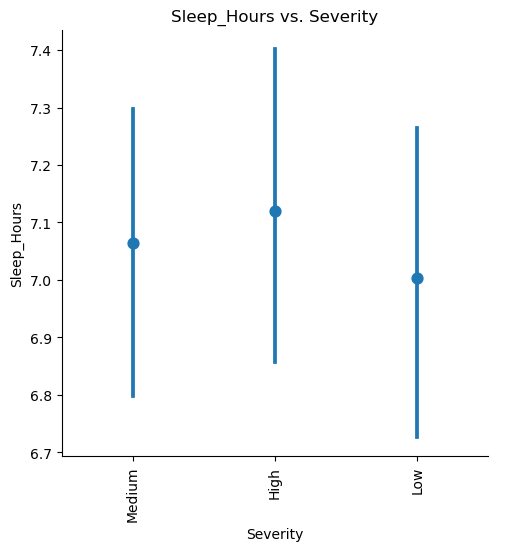 Sleep_Hours vs. Severity
7.4
7.3
7.2
7.1
7.0
6.9
6.8
6.7
Sleep_Hours
Medium
High
Low
Severity